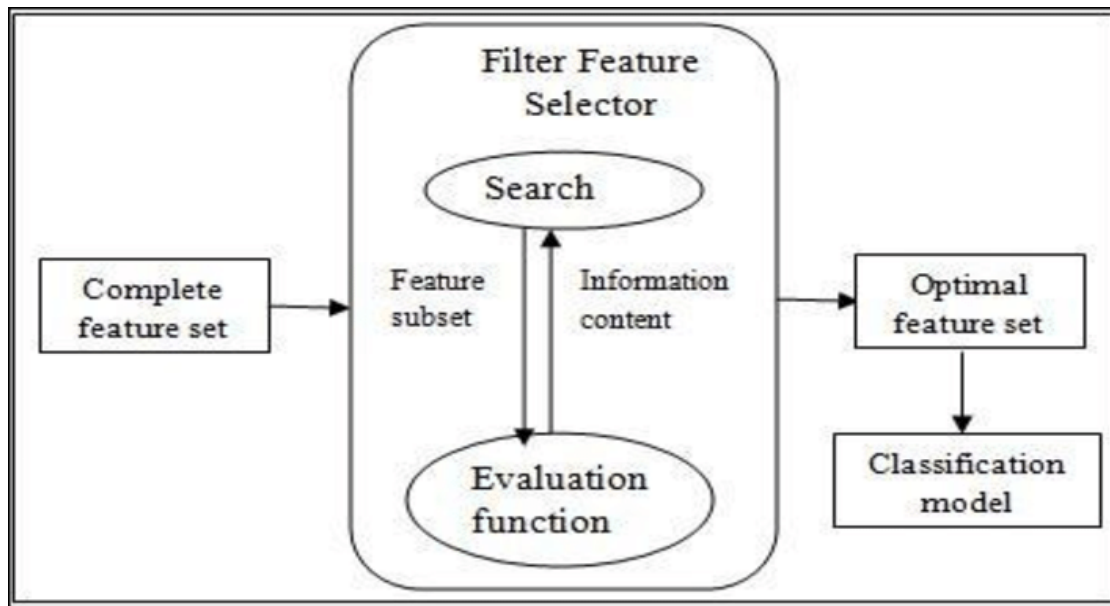 Filter Feature
Selector
Search
Complete
feature set
Feature
subset
Information
content
Evaluation
function
Optimal
feature set
Classification
model